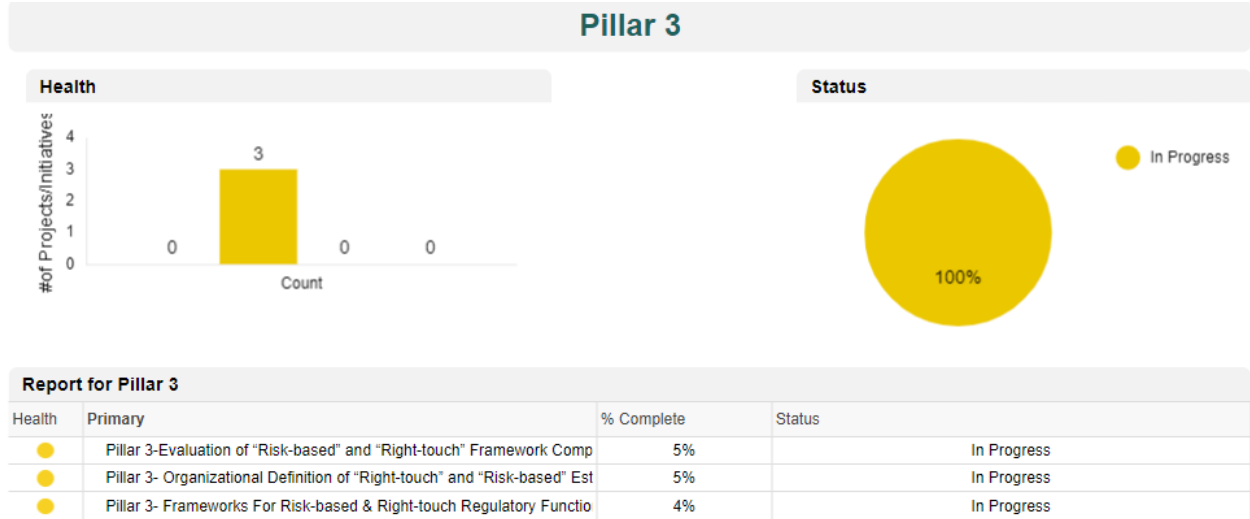 Pillar 3
Health
Status
#of Projects/Initiatives
4
3
2
1
0
0
3
0
0
Count
In Progress
100%
Report for Pillar 3
Health Primary % Complete Status
Pillar 3-Evaluation of “Risk-based” and “Right-touch” Framework Comp 5% In Progress
Pillar 3- Organizational Definition of “Right-touch” and “Risk-based” Est 5% In Progress
Pillar 3- Frameworks For Risk-based & Right-touch Regulatory Functio 4% In Progress